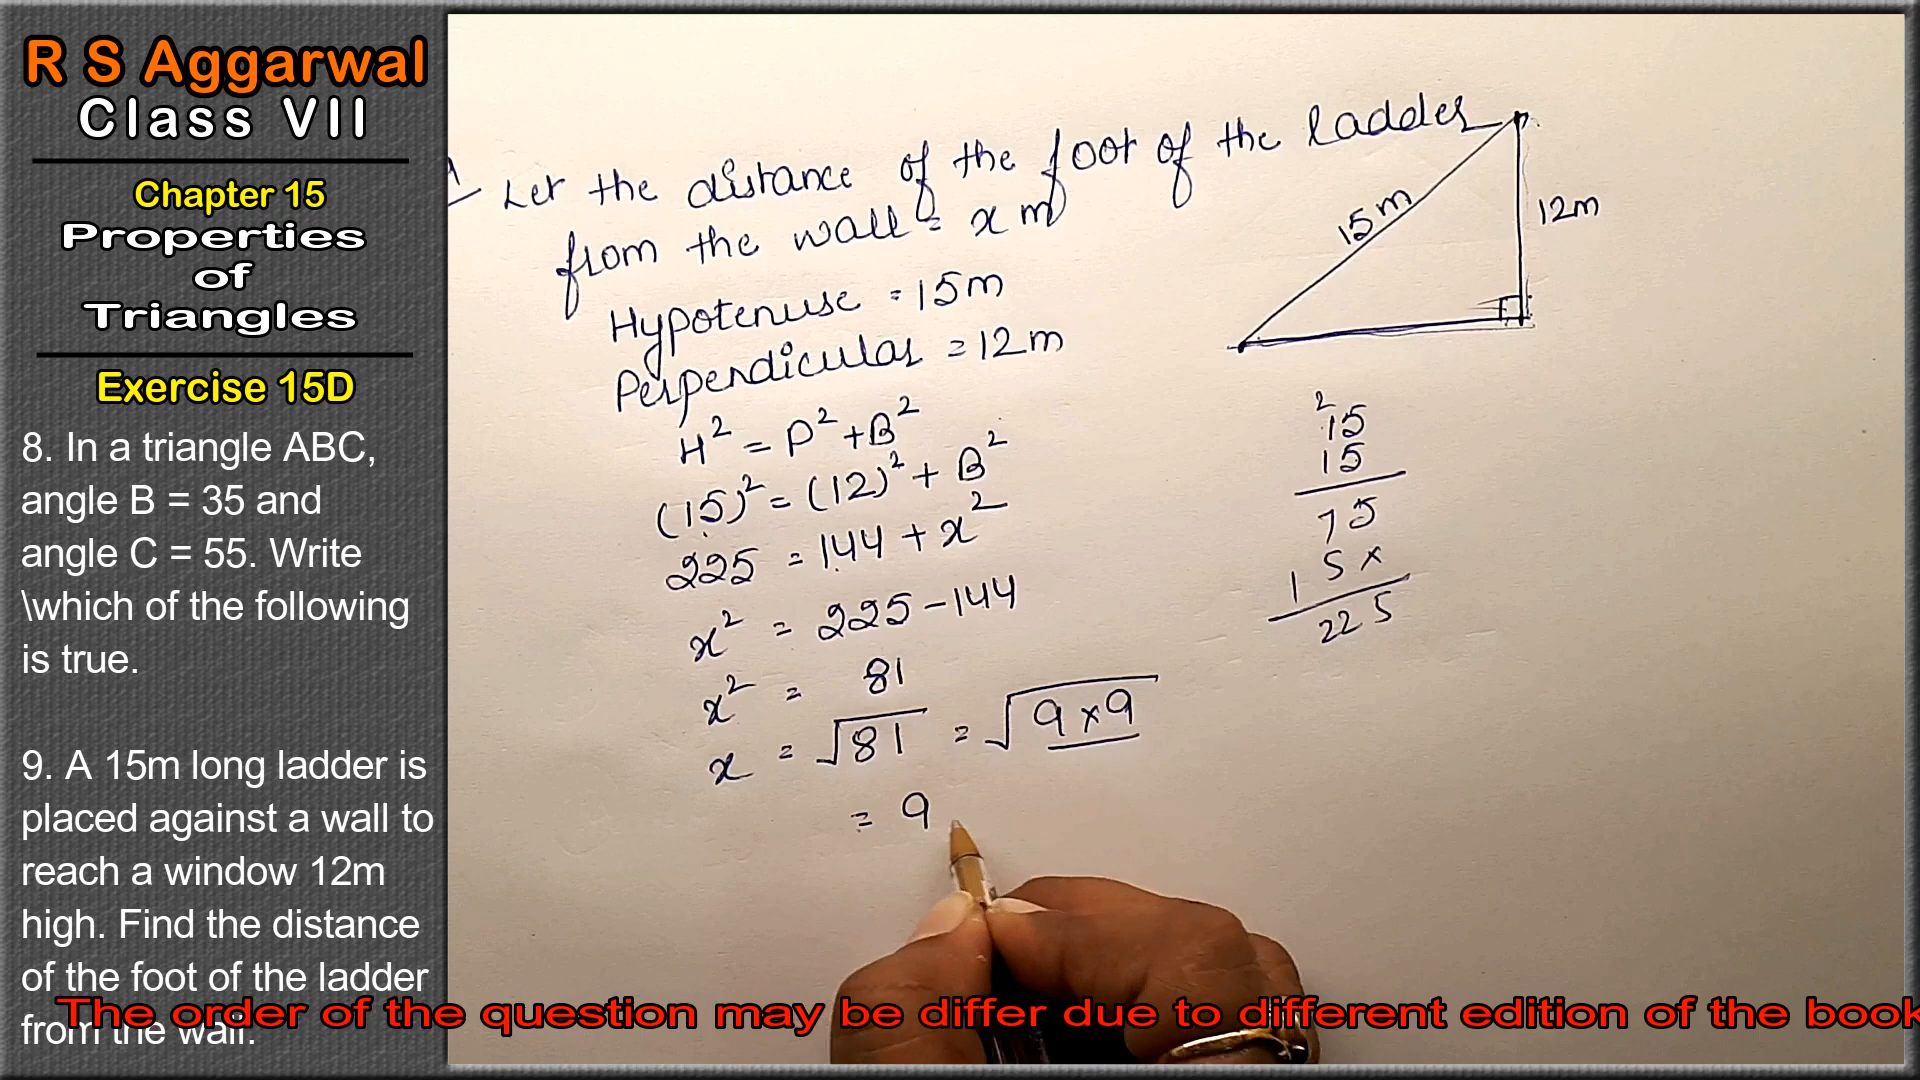 R S Aggarwal
Class VII
Chapter 15
Properties
of
Triangles
Exercise 15D
8. In a triangle ABC,
angle B = 35 and
angle C = 55. Write
\which of the following
is true.
9. A 15m long ladder is
placed against a wall to
reach a window 12m
high. Find the distance
of the foot of the ladder
from the wall.
Let the distance of the foot of the ladder
from the wall = x m
Hypotenuse = 15m
Perpendicular = 12m
H² = P² + B²
(15)² = (12)² + B²
225 = 144 + x²
x² = 225 - 144
x² = 81
x = √81 = √9×9
= 9
15m
12m
2
15
15
75
15×
225
The order of the question may be differ due to different edition of the book